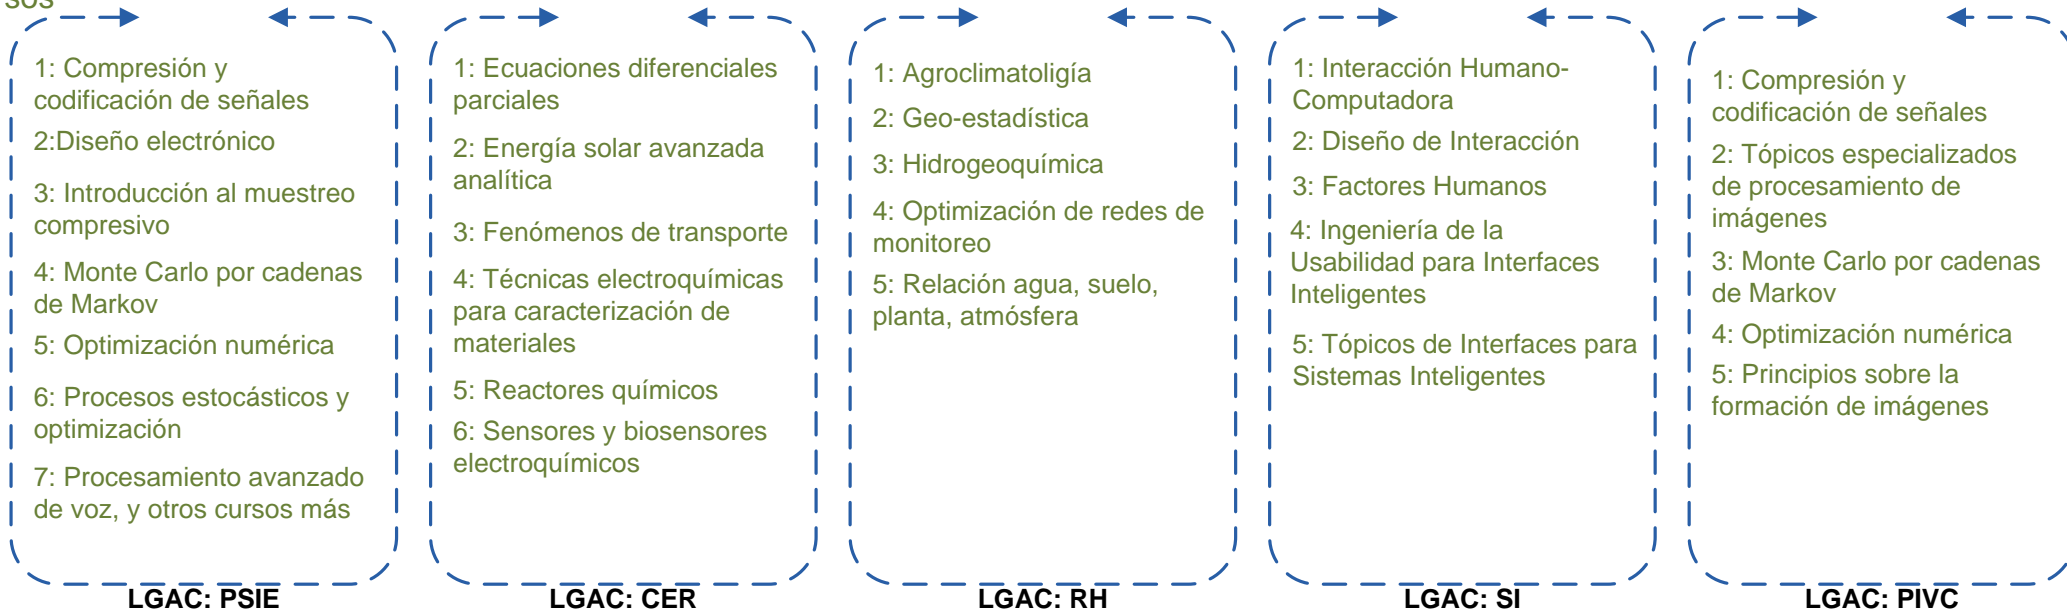 sos
1: Compresión y
codificación de señales
2:Diseño electrónico
3: Introducción al muestreo
compresivo
4: Monte Carlo por cadenas
de Markov
5: Optimización numérica
6: Procesos estocásticos y
optimización
7: Procesamiento avanzado
de voz, y otros cursos más
LGAC: PSIE
1: Ecuaciones diferenciales
parciales
2: Energía solar avanzada
analítica
3: Fenómenos de transporte
4: Técnicas electroquímicas
para caracterización de
materiales
5: Reactores químicos
6: Sensores y biosensores
electroquímicos
LGAC: CER
1: Agroclimatoligía
2: Geo-estadística
3: Hidrogeoquímica
4: Optimización de redes de
monitoreo
5: Relación agua, suelo,
planta, atmósfera
LGAC: RH
1: Interacción Humano-
Computadora
2: Diseño de Interacción
3: Factores Humanos
4: Ingeniería de la
Usabilidad para Interfaces
Inteligentes
5: Tópicos de Interfaces para
Sistemas Inteligentes
LGAC: SI
1: Compresión y
codificación de señales
2: Tópicos especializados
de procesamiento de
imágenes
3: Monte Carlo por cadenas
de Markov
4: Optimización numérica
5: Principios sobre la
formación de imágenes
LGAC: PIVC